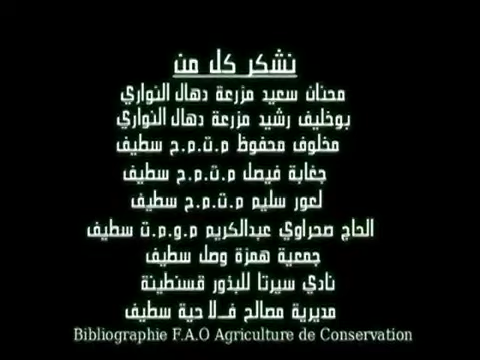 نشكر كل من
محنان سعيد مزرعة دهال النواري
بوخليف رشيد مزرعة دهال النواري
مخلوف محفوظ م.ت.م.ح سطيف
جغابة فيصل م.ت.م.ح سطيف
لعور سليم م.ت.م.ح سطيف
الحاج صحراوي عبدالكريم م.و.م.ت سطيف
جمعية همزة وصل سطيف
نادي سيرتا للبذور قسنطينة
مديرية مصالح فـلاحية سطيف
Bibliographie F.A.O Agriculture de Conservation